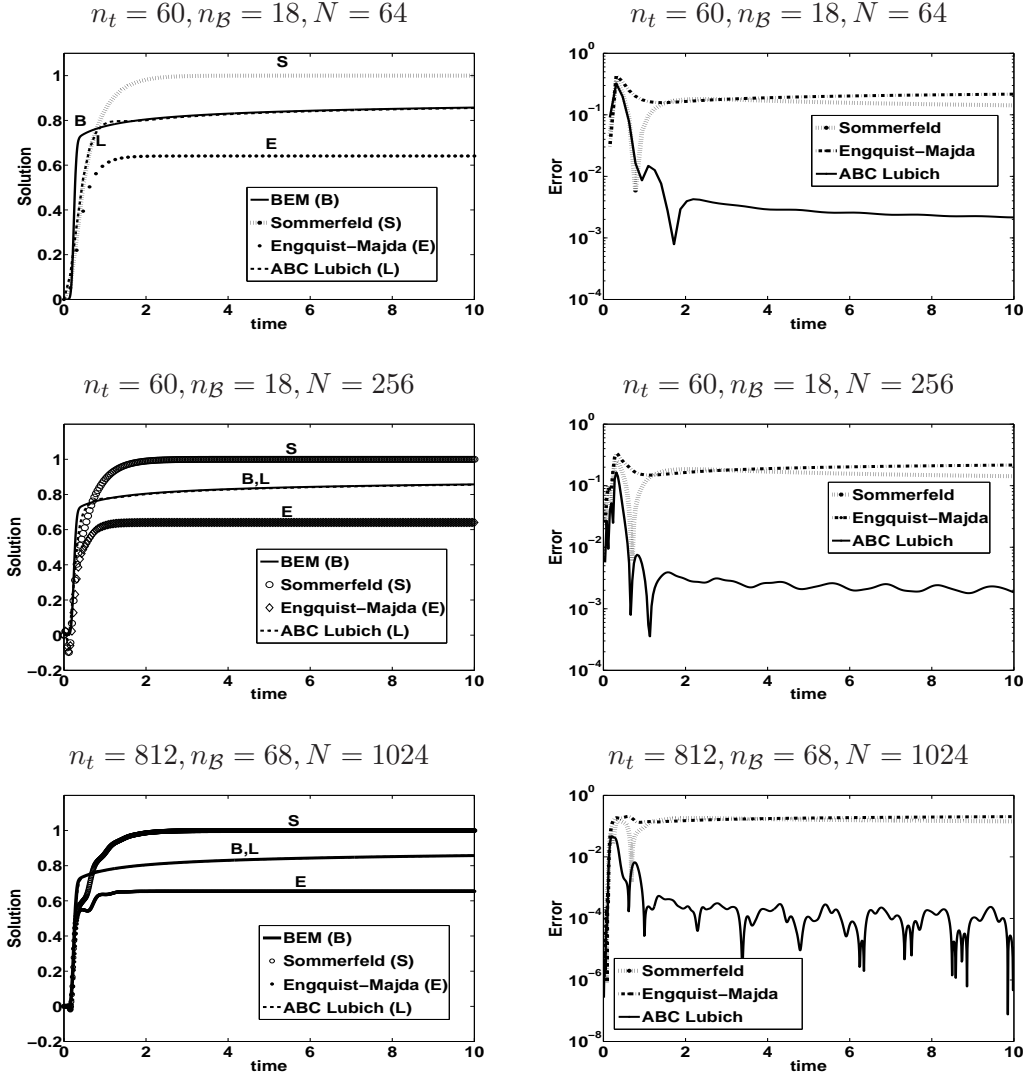 n_t = 60, n_B = 18, N = 64
n_t = 60, n_B = 18, N = 64
S
B
L
E
BEM (B)
Sommerfeld (S)
Engquist−Majda (E)
ABC Lubich (L)
Solution
1
0.8
0.6
0.4
0.2
0
0 2 4 6 8 10
time
Sommerfeld
Engquist−Majda
ABC Lubich
Error
10^0
10^−1
10^−2
10^−3
10^−4
0 2 4 6 8 10
time
n_t = 60, n_B = 18, N = 256
n_t = 60, n_B = 18, N = 256
S
B,L
E
BEM (B)
Sommerfeld (S)
Engquist−Majda (E)
ABC Lubich (L)
Solution
1
0.8
0.6
0.4
0.2
0
−0.2
0 2 4 6 8 10
time
Sommerfeld
Engquist−Majda
ABC Lubich
Error
10^0
10^−1
10^−2
10^−3
10^−4
0 2 4 6 8 10
time
n_t = 812, n_B = 68, N = 1024
n_t = 812, n_B = 68, N = 1024
S
B,L
E
BEM (B)
Sommerfeld (S)
Engquist−Majda (E)
ABC Lubich (L)
Solution
1
0.8
0.6
0.4
0.2
0
−0.2
0 2 4 6 8 10
time
Sommerfeld
Engquist−Majda
ABC Lubich
Error
10^0
10^−2
10^−4
10^−6
10^−8
0 2 4 6 8 10
time